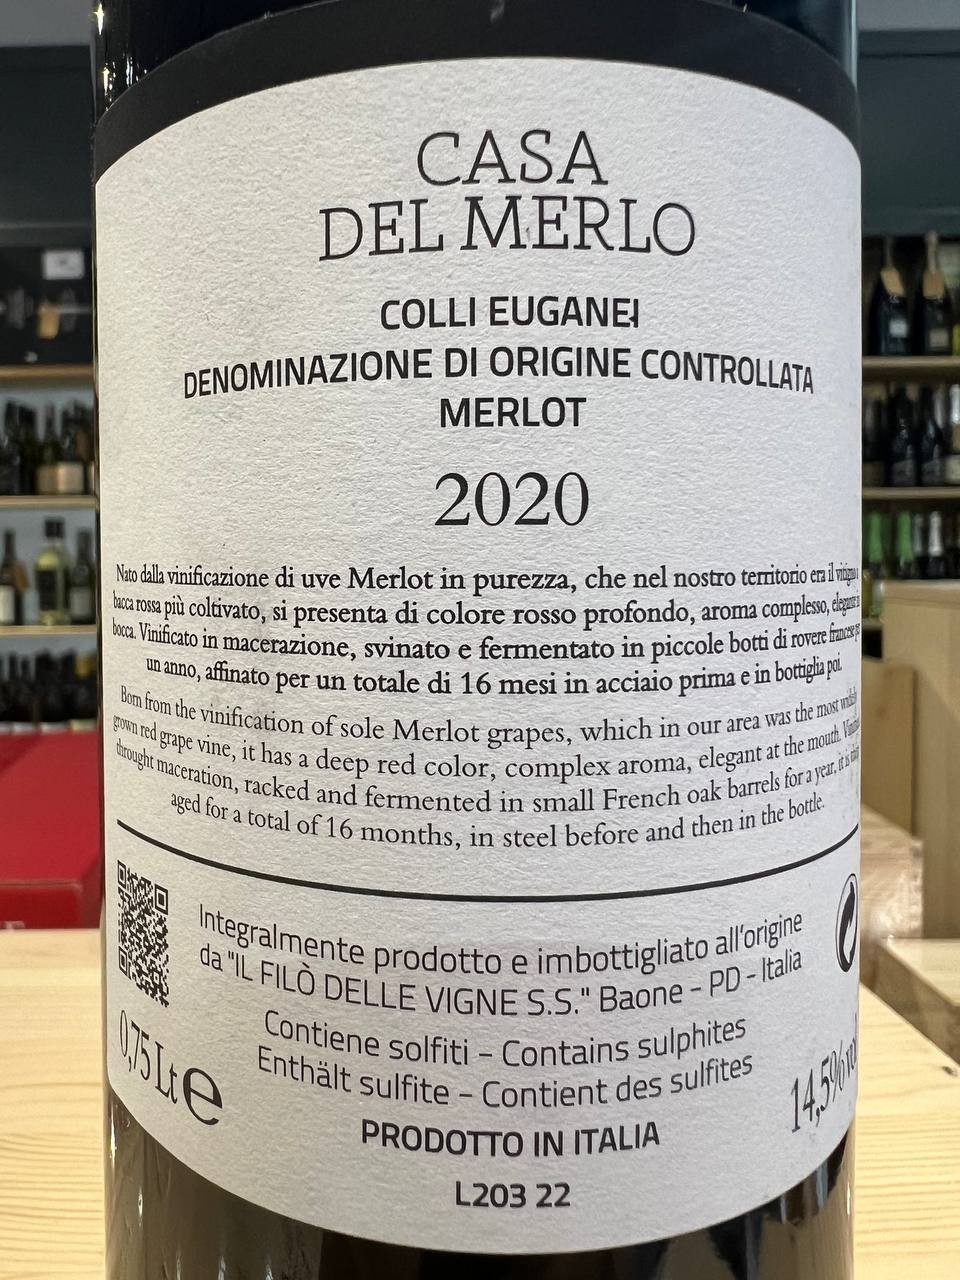 CASA
DEL MERLO
COLLI EUGANEI
DENOMINAZIONE DI ORIGINE CONTROLLATA
MERLOT
2020
Nato dalla vinificazione di uve Merlot in purezza, che nel nostro territorio era il vitigno a
bacca rossa più coltivato, si presenta di colore rosso profondo, aroma complesso, elegante in
bocca. Vinificato in macerazione, svinato e fermentato in piccole botti di rovere francese per
un anno, affinato per un totale di 16 mesi in acciaio prima e in bottiglia poi.
Born from the vinification of sole Merlot grapes, which in our area was the most widely
grown red grape vine, it has a deep red color, complex aroma, elegant at the mouth. Vinified
throught maceration, racked and fermented in small French oak barrels for a year, it is
aged for a total of 16 months, in steel before and then in the bottle.
Integralmente prodotto e imbottigliato all'origine
da "IL FILÒ DELLE VIGNE S.S." Baone - PD - Italia
Contiene solfiti - Contains sulphites
Enthält sulfite - Contient des sulfites
0,75 Lt e
14,5% vol
PRODOTTO IN ITALIA
L203 22